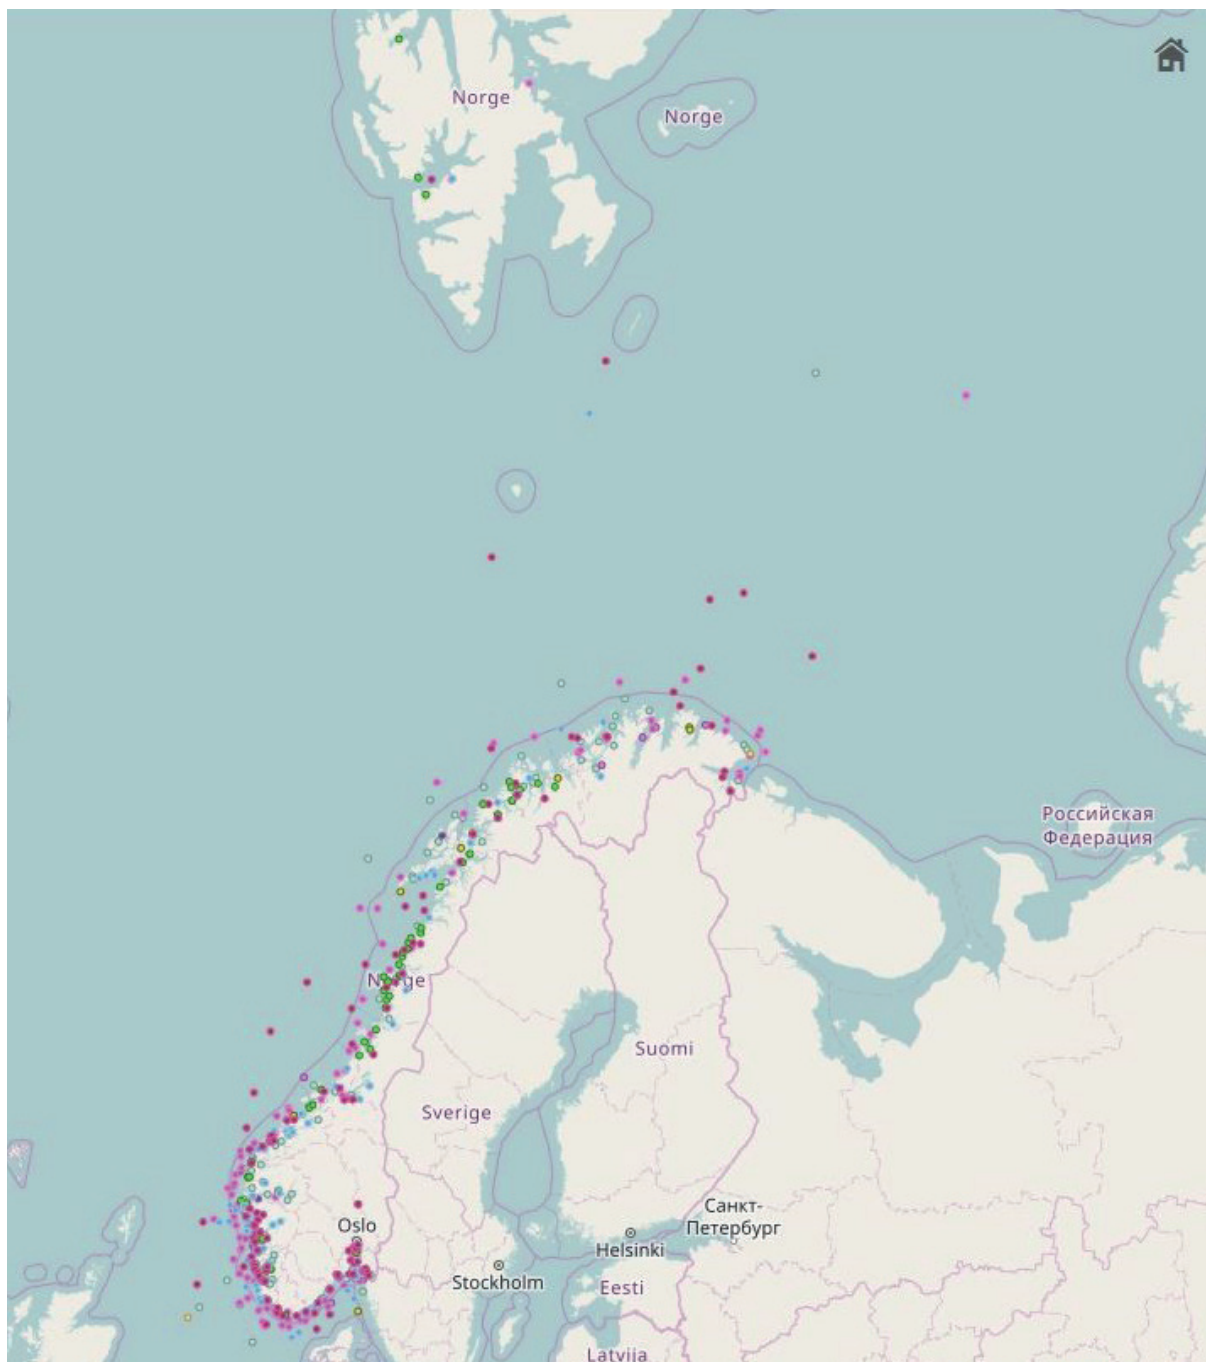 Norge
Norge
Российская
Федерация
Norge
Suomi
Sverige
Санкт-
Петербург
Oslo
Helsinki
Stockholm
Eesti
Latvija